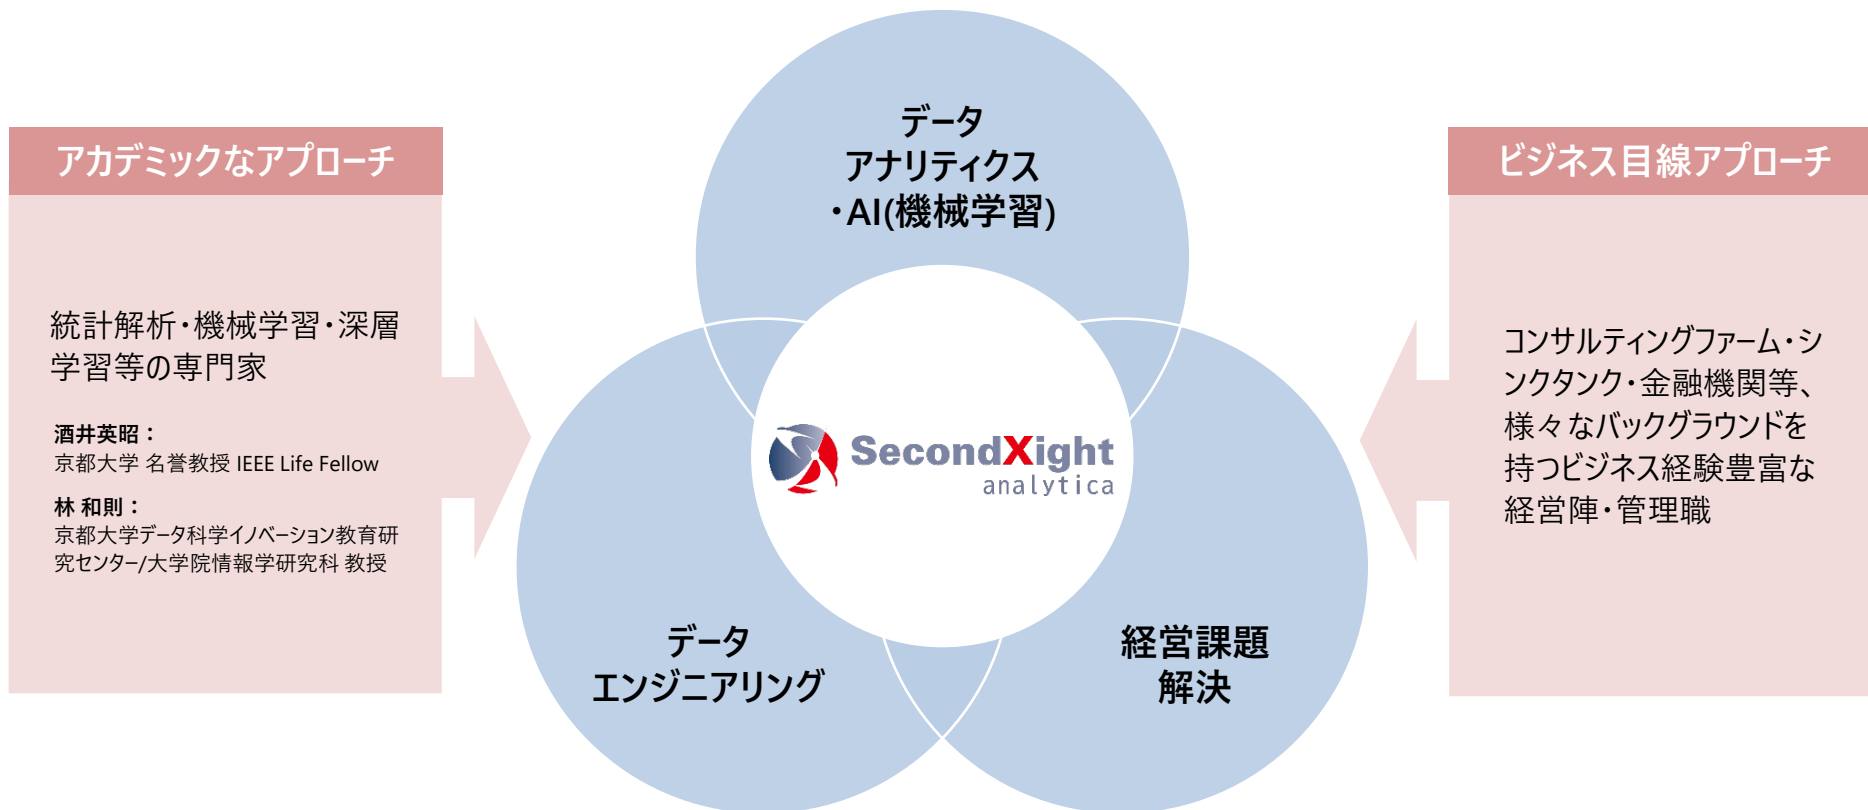 アカデミックなアプローチ
統計解析・機械学習・深層
学習等の専門家
酒井英昭：
京都大学 名誉教授 IEEE Life Fellow
林 和則：
京都大学データ科学イノベーション教育研
究センター/大学院情報学研究科 教授
データ
アナリティクス
・AI(機械学習)
SecondXight
analytica
データ
エンジニアリング
経営課題
解決
ビジネス目線アプローチ
コンサルティングファーム・シ
ンクタンク・金融機関等、
様々なバックグラウンドを
持つビジネス経験豊富な
経営陣・管理職